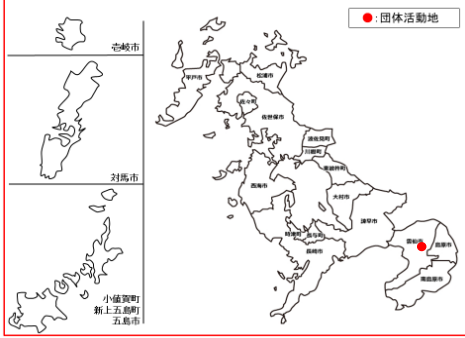 ●:団体活動地
壱岐市
対馬市
小値賀町
新上五島町
五島市
平戸市
松浦市
佐々町
佐世保市
波佐見町
川棚町
東彼杵町
西海市
大村市
諫早市
時津町
長与町
長崎市
雲仙市
島原市
南島原市